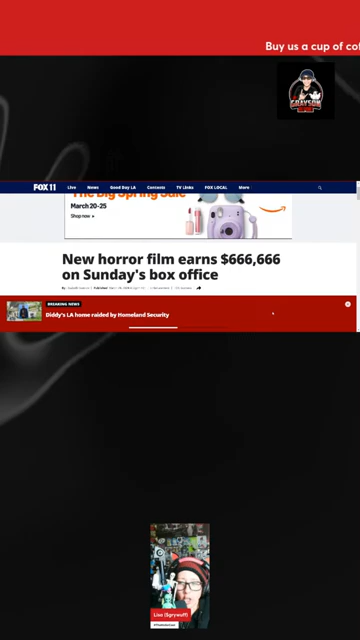 Buy us a cup of cof
GRAYSON
FOX 11
Live News Good Day LA Contests TV Links FOX LOCAL More
The Big Spring Sale
March 20-25
Shop now
New horror film earns $666,666
on Sunday's box office
BREAKING NEWS
Diddy's LA home raided by Homeland Security
Live ($grywuff)